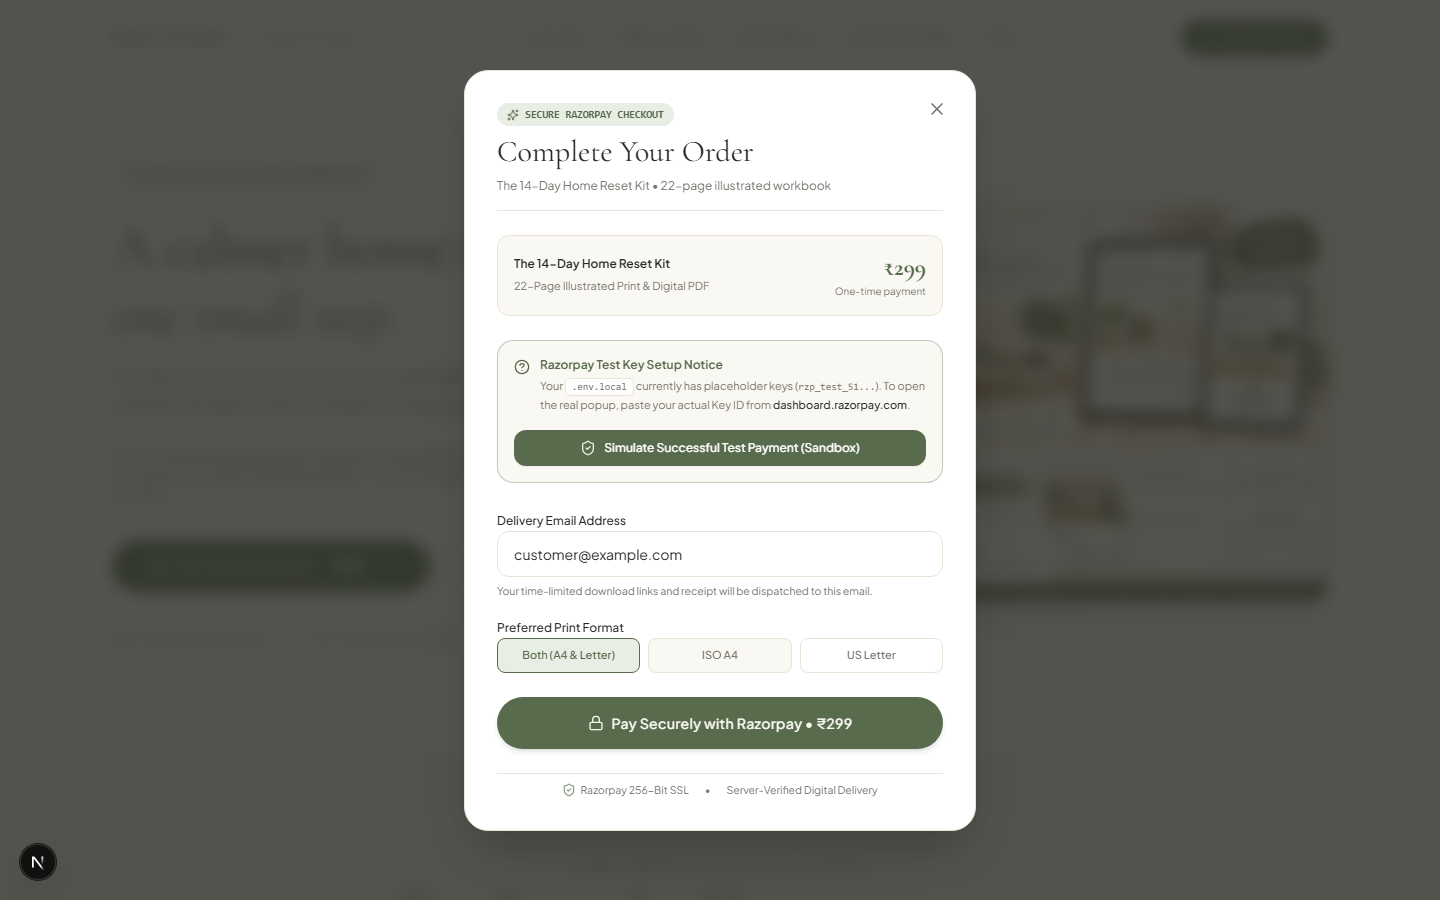 SECURE RAZORPAY CHECKOUT
Complete Your Order
The 14-Day Home Reset Kit • 22-page illustrated workbook
The 14-Day Home Reset Kit
₹299
22-Page Illustrated Print & Digital PDF
One-time payment
Razorpay Test Key Setup Notice
Your .env.local currently has placeholder keys (rzp_test_51...). To open
the real popup, paste your actual Key ID from dashboard.razorpay.com.
Simulate Successful Test Payment (Sandbox)
Delivery Email Address
customer@example.com
Your time-limited download links and receipt will be dispatched to this email.
Preferred Print Format
Both (A4 & Letter)
ISO A4
US Letter
Pay Securely with Razorpay • ₹299
Razorpay 256-Bit SSL • Server-Verified Digital Delivery
N
A calmer home
one small step.